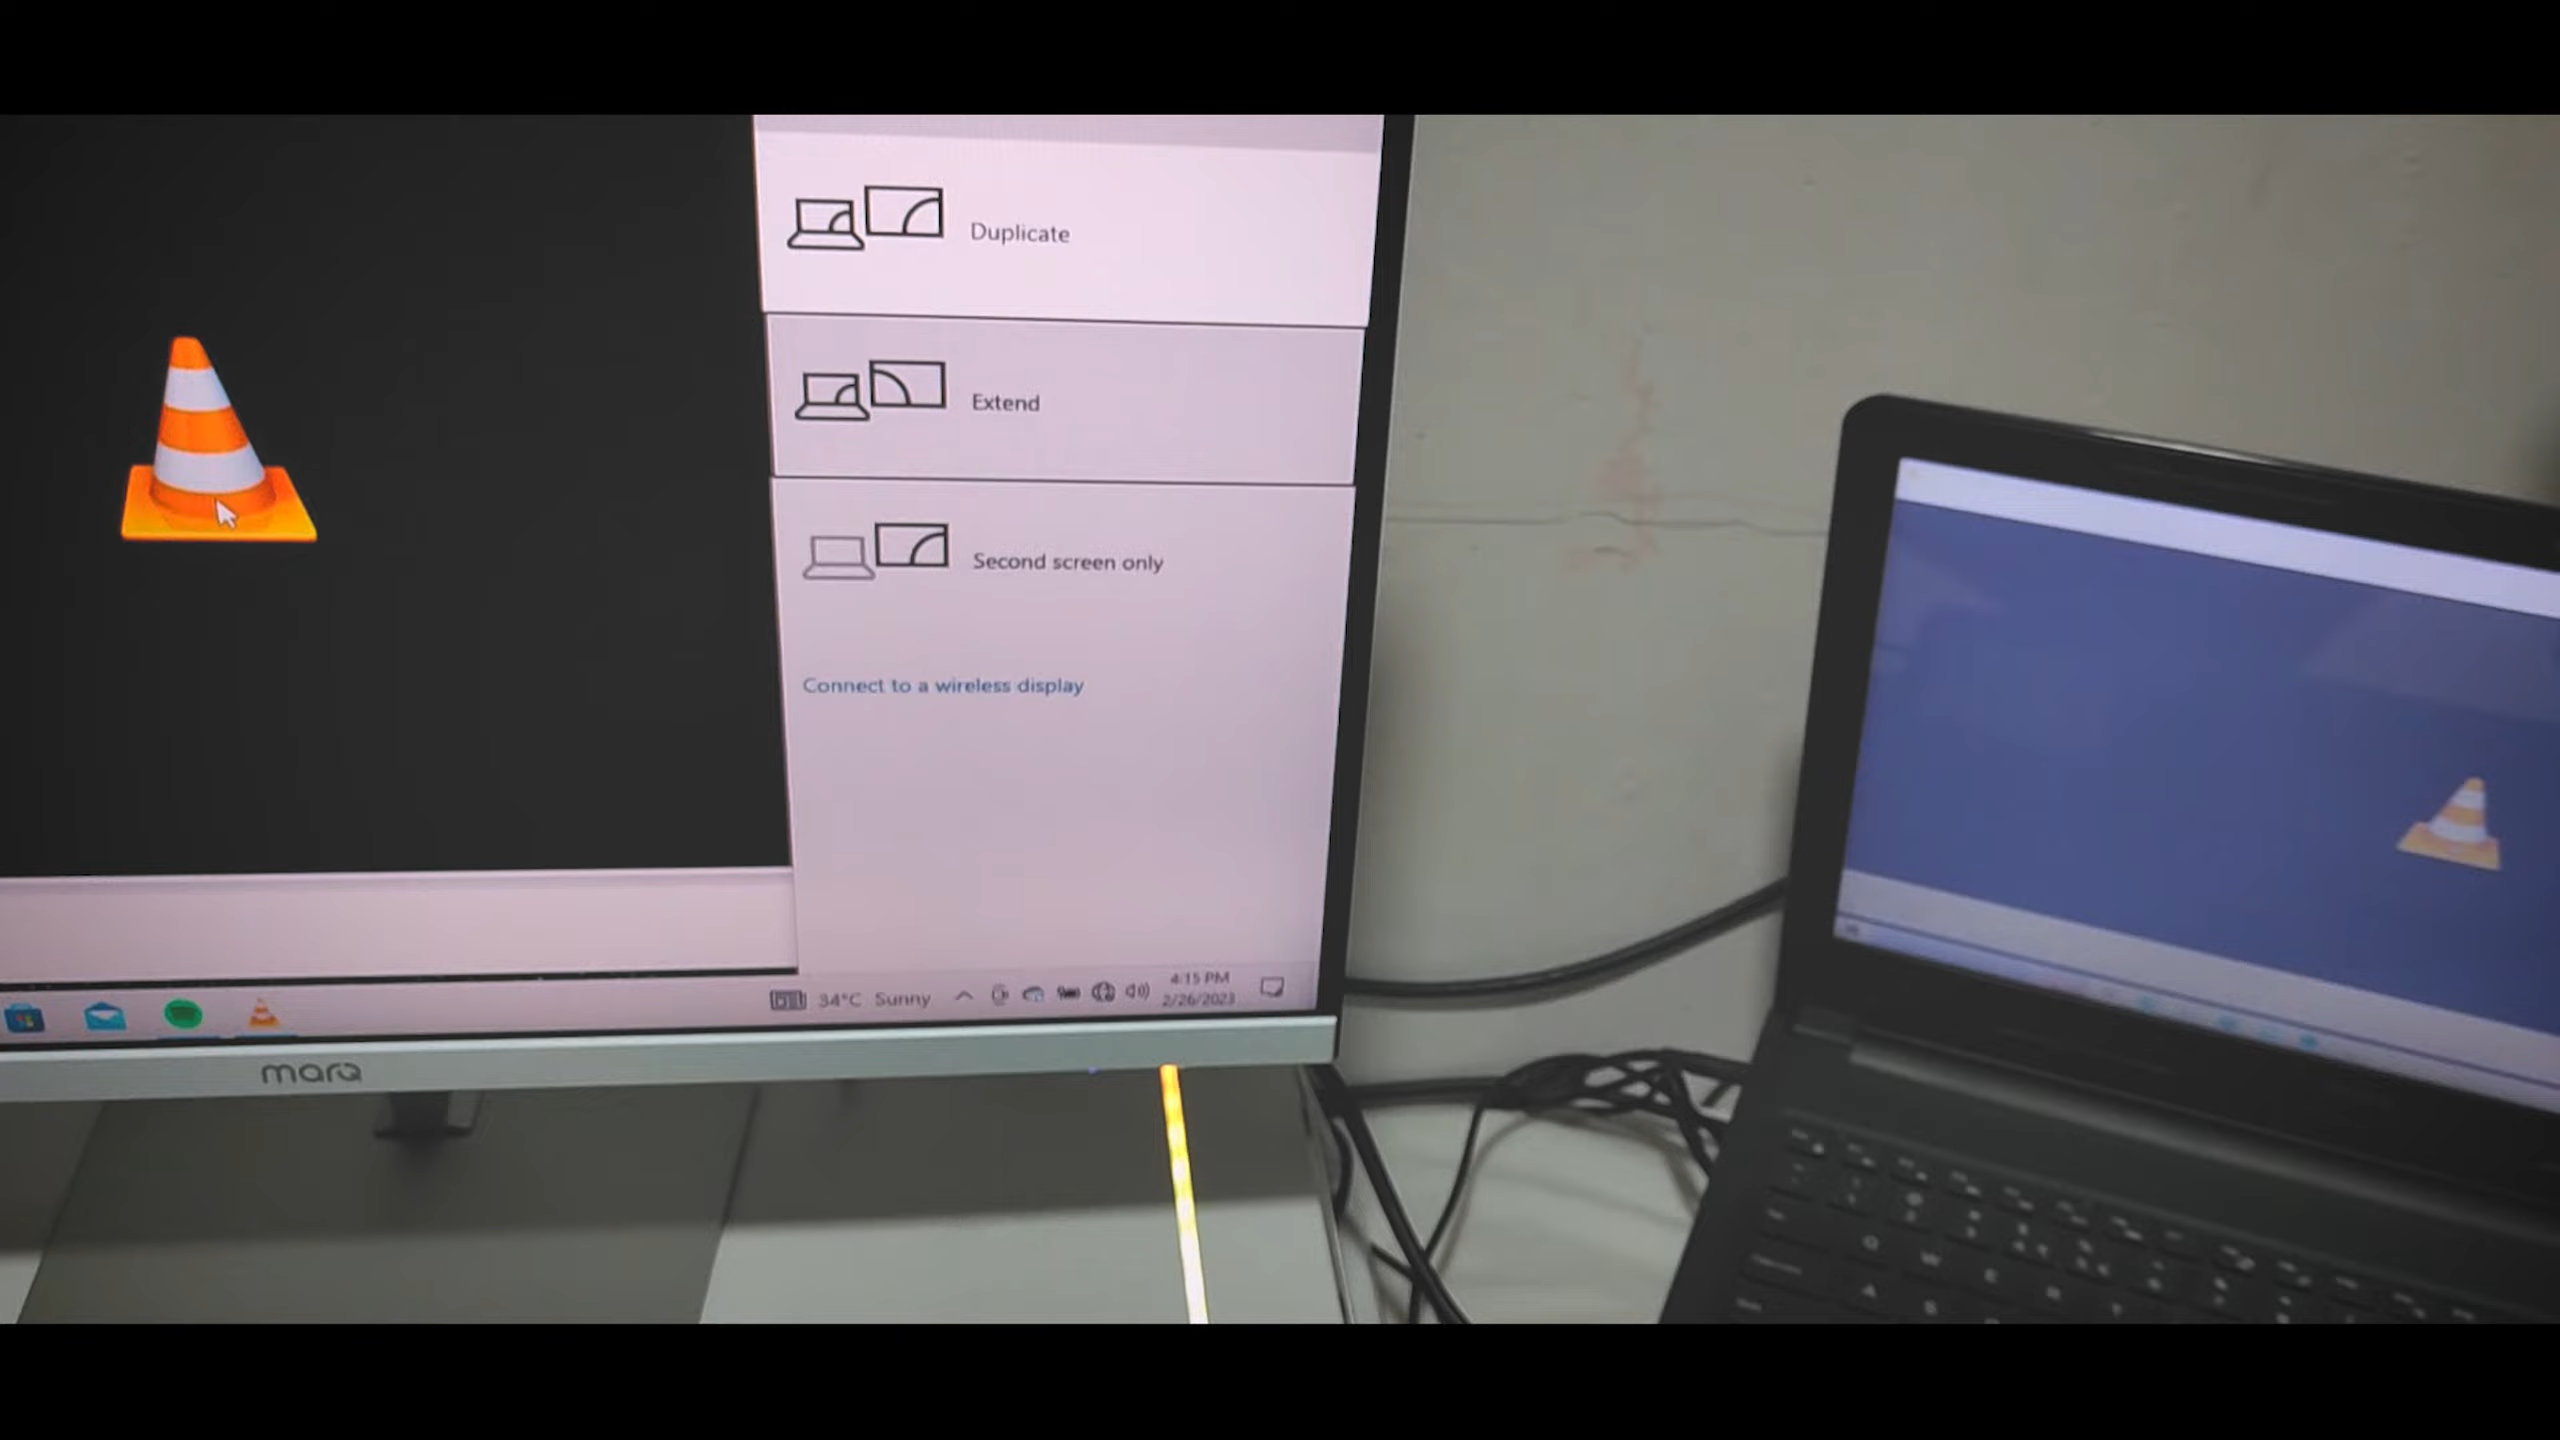 Duplicate
Extend
Second screen only
Connect to a wireless display
34°C Sunny
4:15 PM
2/26/2023
marq
Q W E R
A S